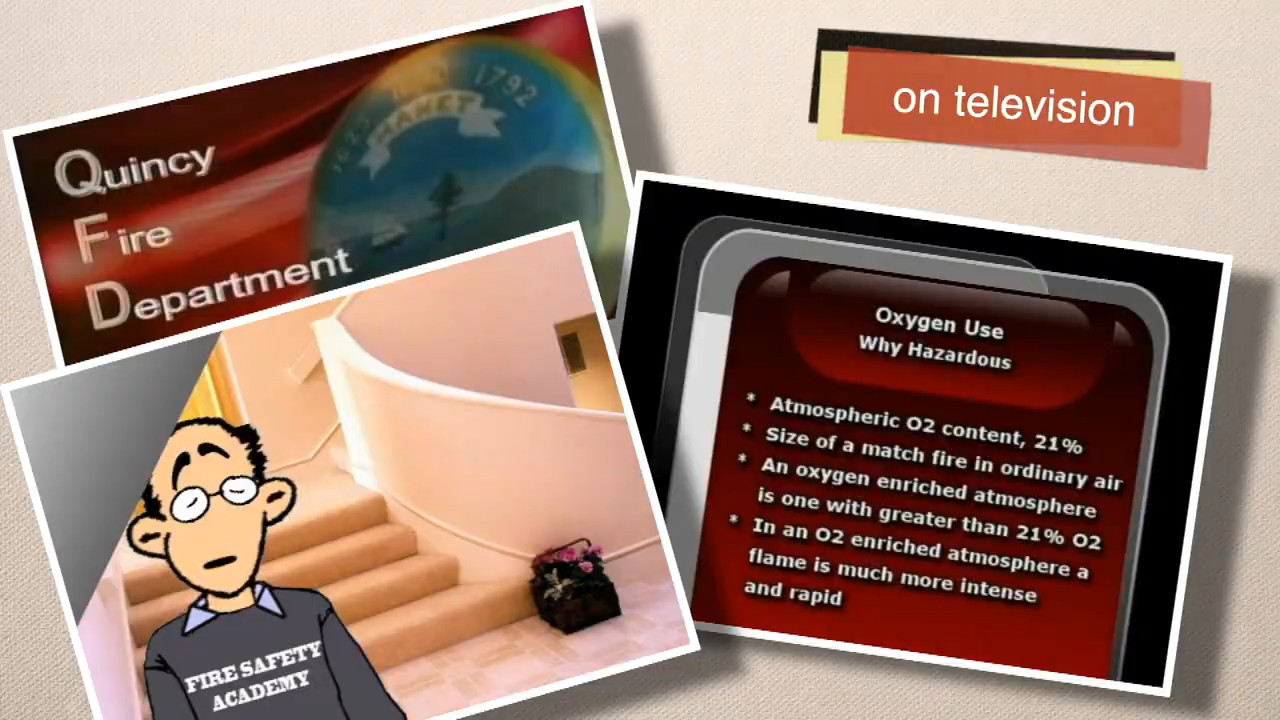 on television
Quincy
Fire
Department
1625
1792
MANET
Oxygen Use
Why Hazardous
* Atmospheric O2 content, 21%
* Size of a match fire in ordinary air
* An oxygen enriched atmosphere
is one with greater than 21% O2
* In an O2 enriched atmosphere a
flame is much more intense
and rapid
FIRE SAFETY
ACADEMY